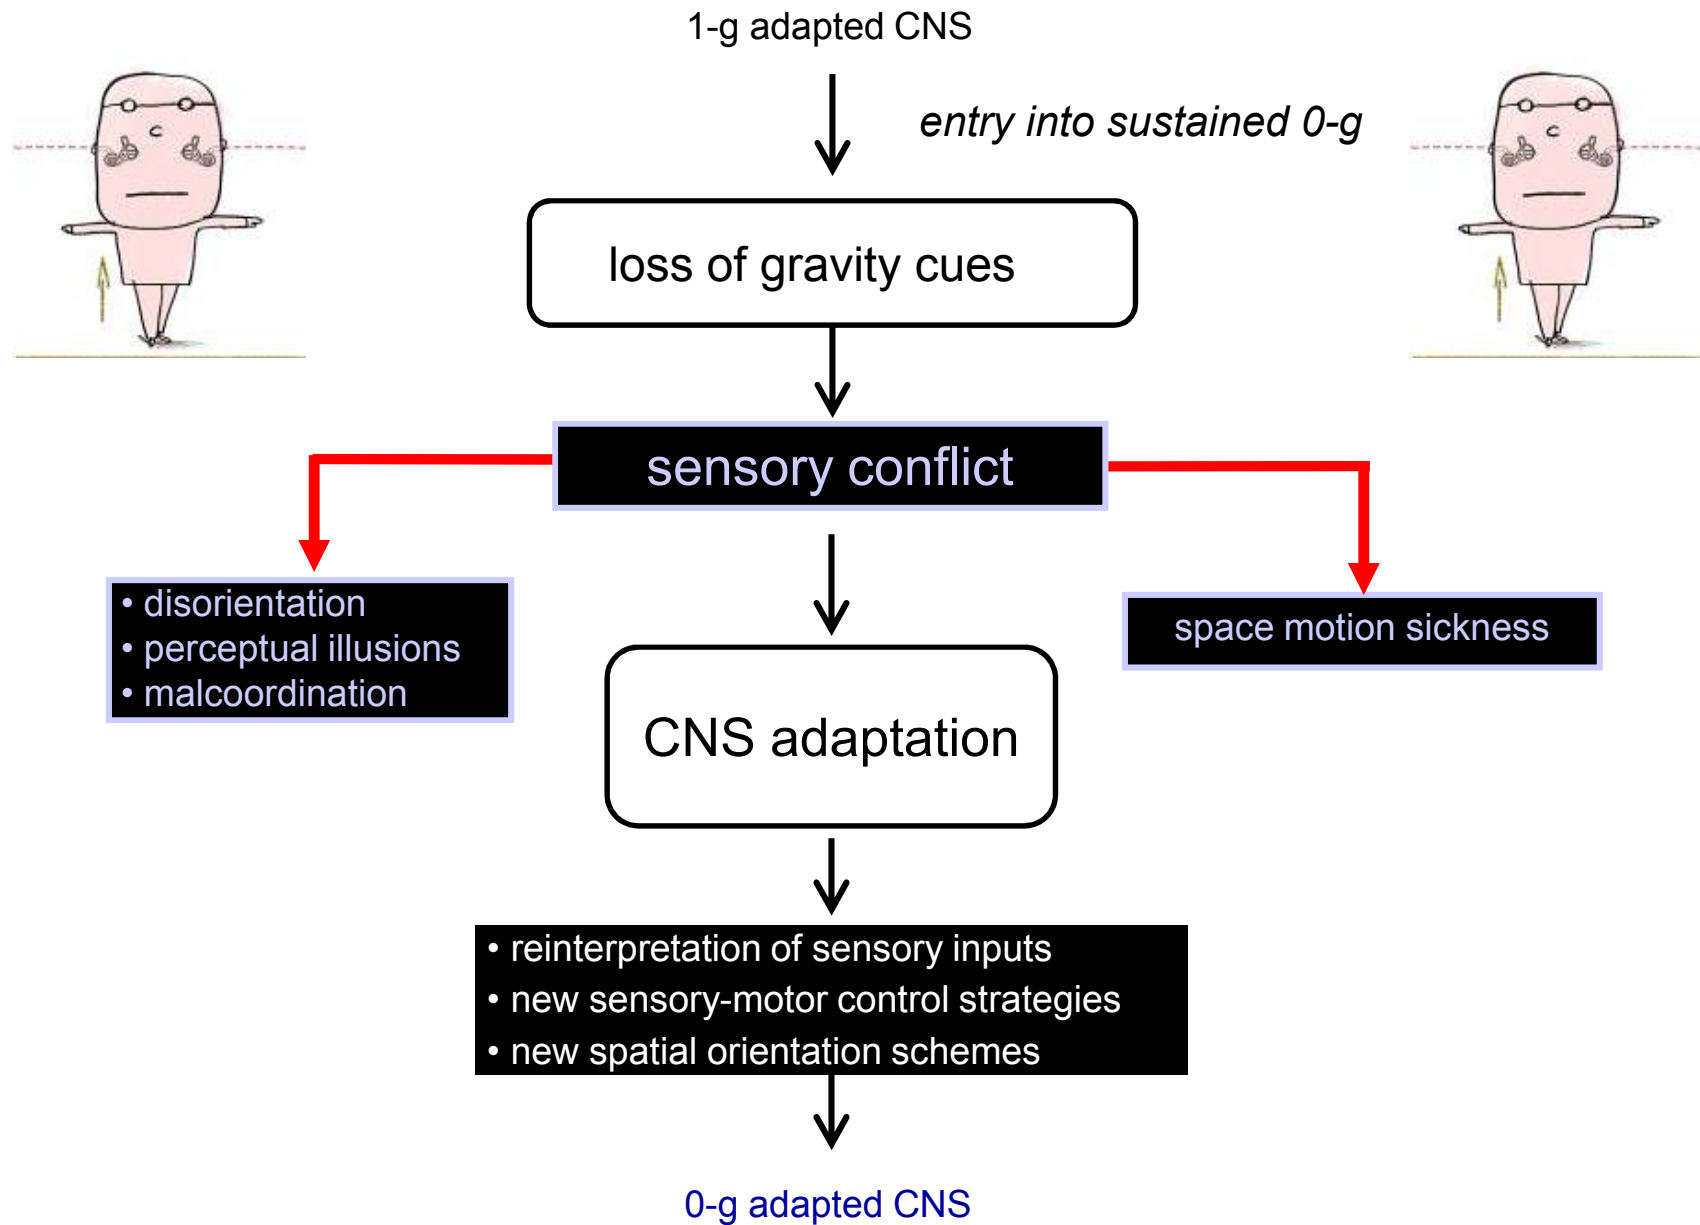 1-g adapted CNS
entry into sustained 0-g
loss of gravity cues
sensory conflict
• disorientation
• perceptual illusions
• malcoordination
space motion sickness
CNS adaptation
• reinterpretation of sensory inputs
• new sensory-motor control strategies
• new spatial orientation schemes
0-g adapted CNS